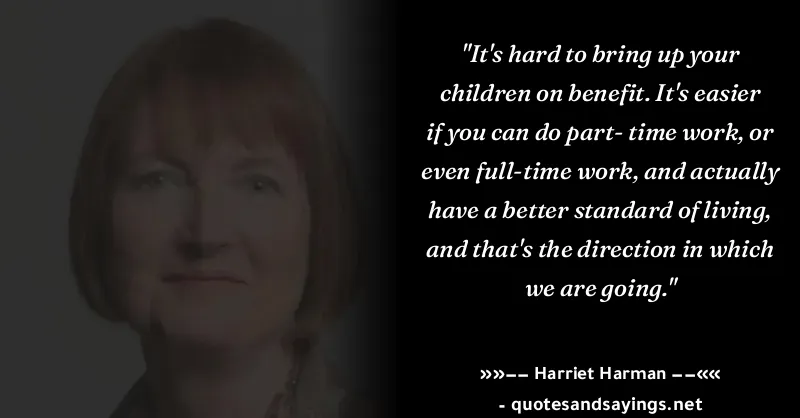 "It's hard to bring up your
children on benefit. It's easier
if you can do part- time work, or
even full-time work, and actually
have a better standard of living,
and that's the direction in which
we are going."
»»−− Harriet Harman −−««
- quotesandsayings.net